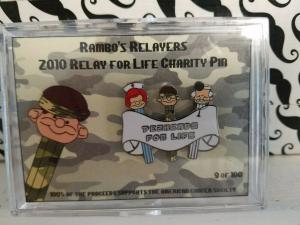 Rambo's Relayers
2010 Relay for Life Charity Pin
PEZHEADS
FOR LIFE
9 of 100
100% of the proceeds supports the American Cancer Society